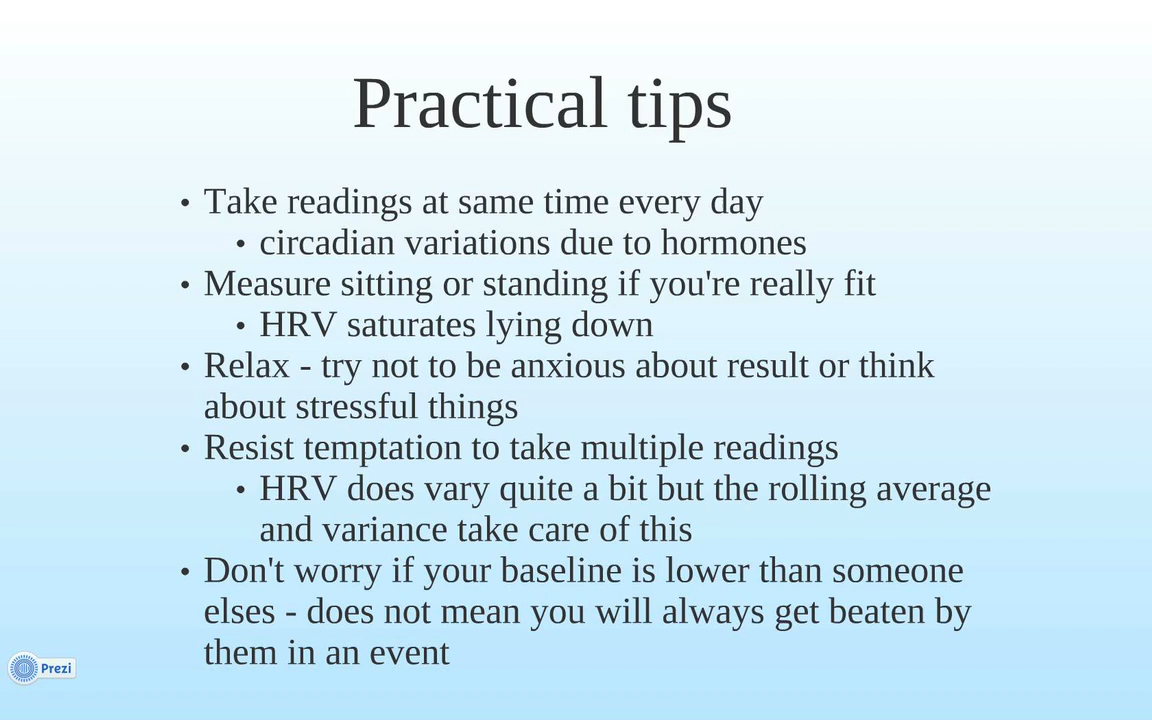 Practical tips
• Take readings at same time every day
• circadian variations due to hormones
• Measure sitting or standing if you're really fit
• HRV saturates lying down
• Relax - try not to be anxious about result or think
about stressful things
• Resist temptation to take multiple readings
• HRV does vary quite a bit but the rolling average
and variance take care of this
• Don't worry if your baseline is lower than someone
elses - does not mean you will always get beaten by
them in an event
Prezi